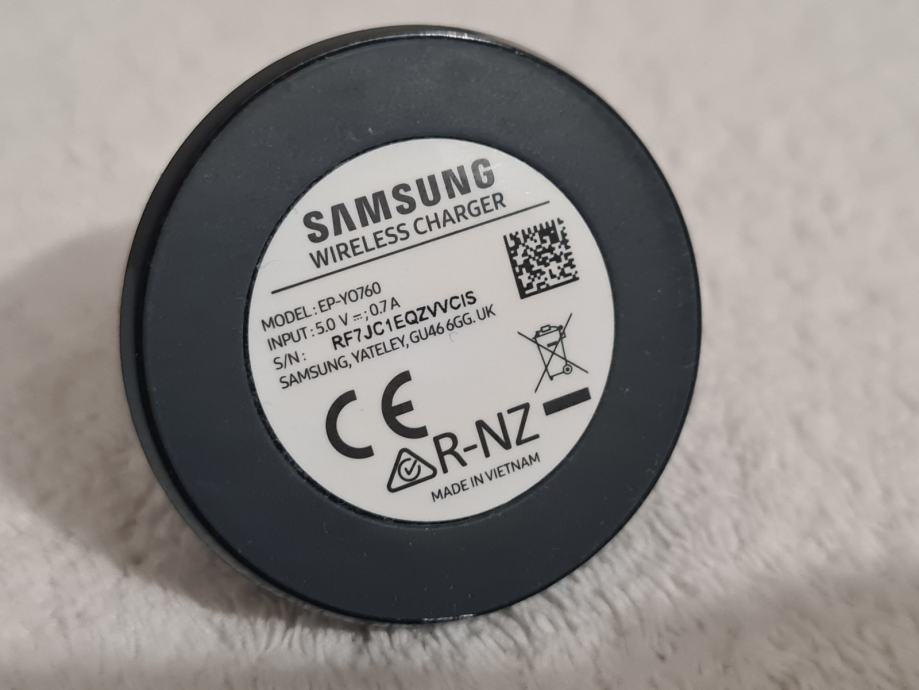 SAMSUNG
WIRELESS CHARGER
MODEL : EP-YO760
INPUT : 5.0 V ⎓ ; 0.7 A
S/N : RF7JC1EQZVVCIS
SAMSUNG, YATELEY, GU46 6GG. UK
CE
R-NZ
MADE IN VIETNAM